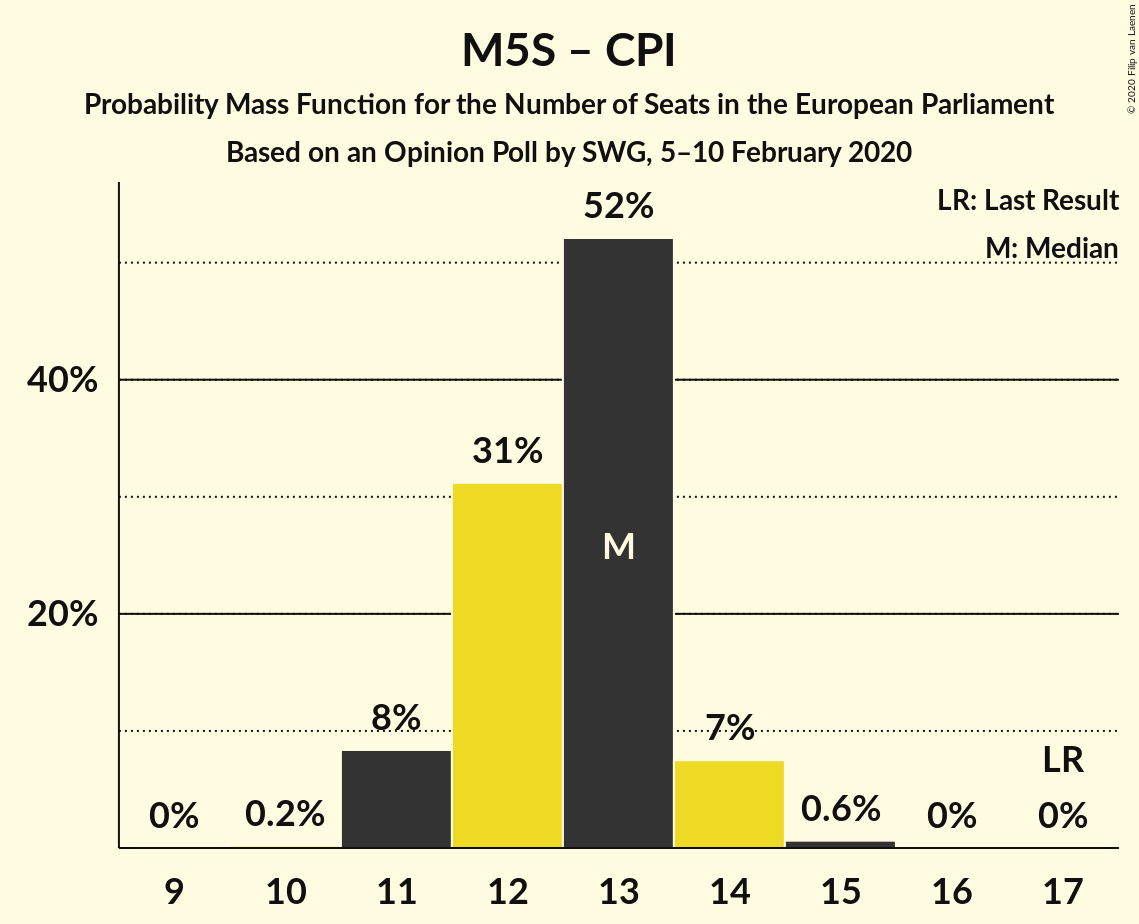 M5S – CPI
Probability Mass Function for the Number of Seats in the European Parliament
Based on an Opinion Poll by SWG, 5–10 February 2020
© 2020 Filip van Laenen
LR: Last Result
M: Median
52%
40%
31%
M
20%
8%
7%
LR
0%
0.2%
0.6%
0%
0%
9 10 11 12 13 14 15 16 17